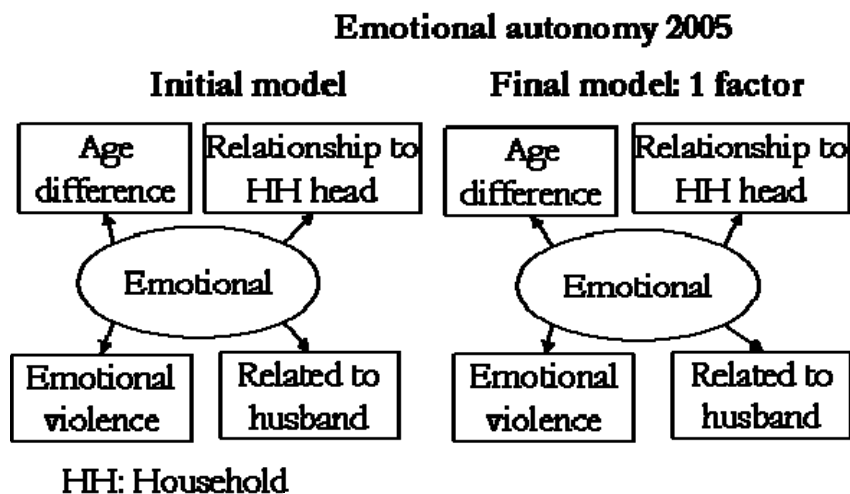 Emotional autonomy 2005
Initial model
Final model: 1 factor
Age
difference
Relationship to
HH head
Emotional
Emotional
violence
Related to
husband
Age
difference
Relationship to
HH head
Emotional
Emotional
violence
Related to
husband
HH: Household